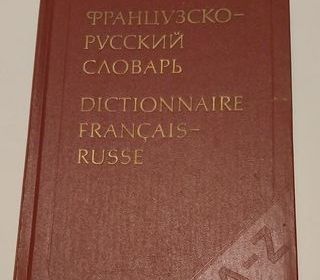 ФРАНЦУЗСКО-
РУССКИЙ
СЛОВАРЬ
DICTIONNAIRE
FRANÇAIS-
RUSSE
A-Z